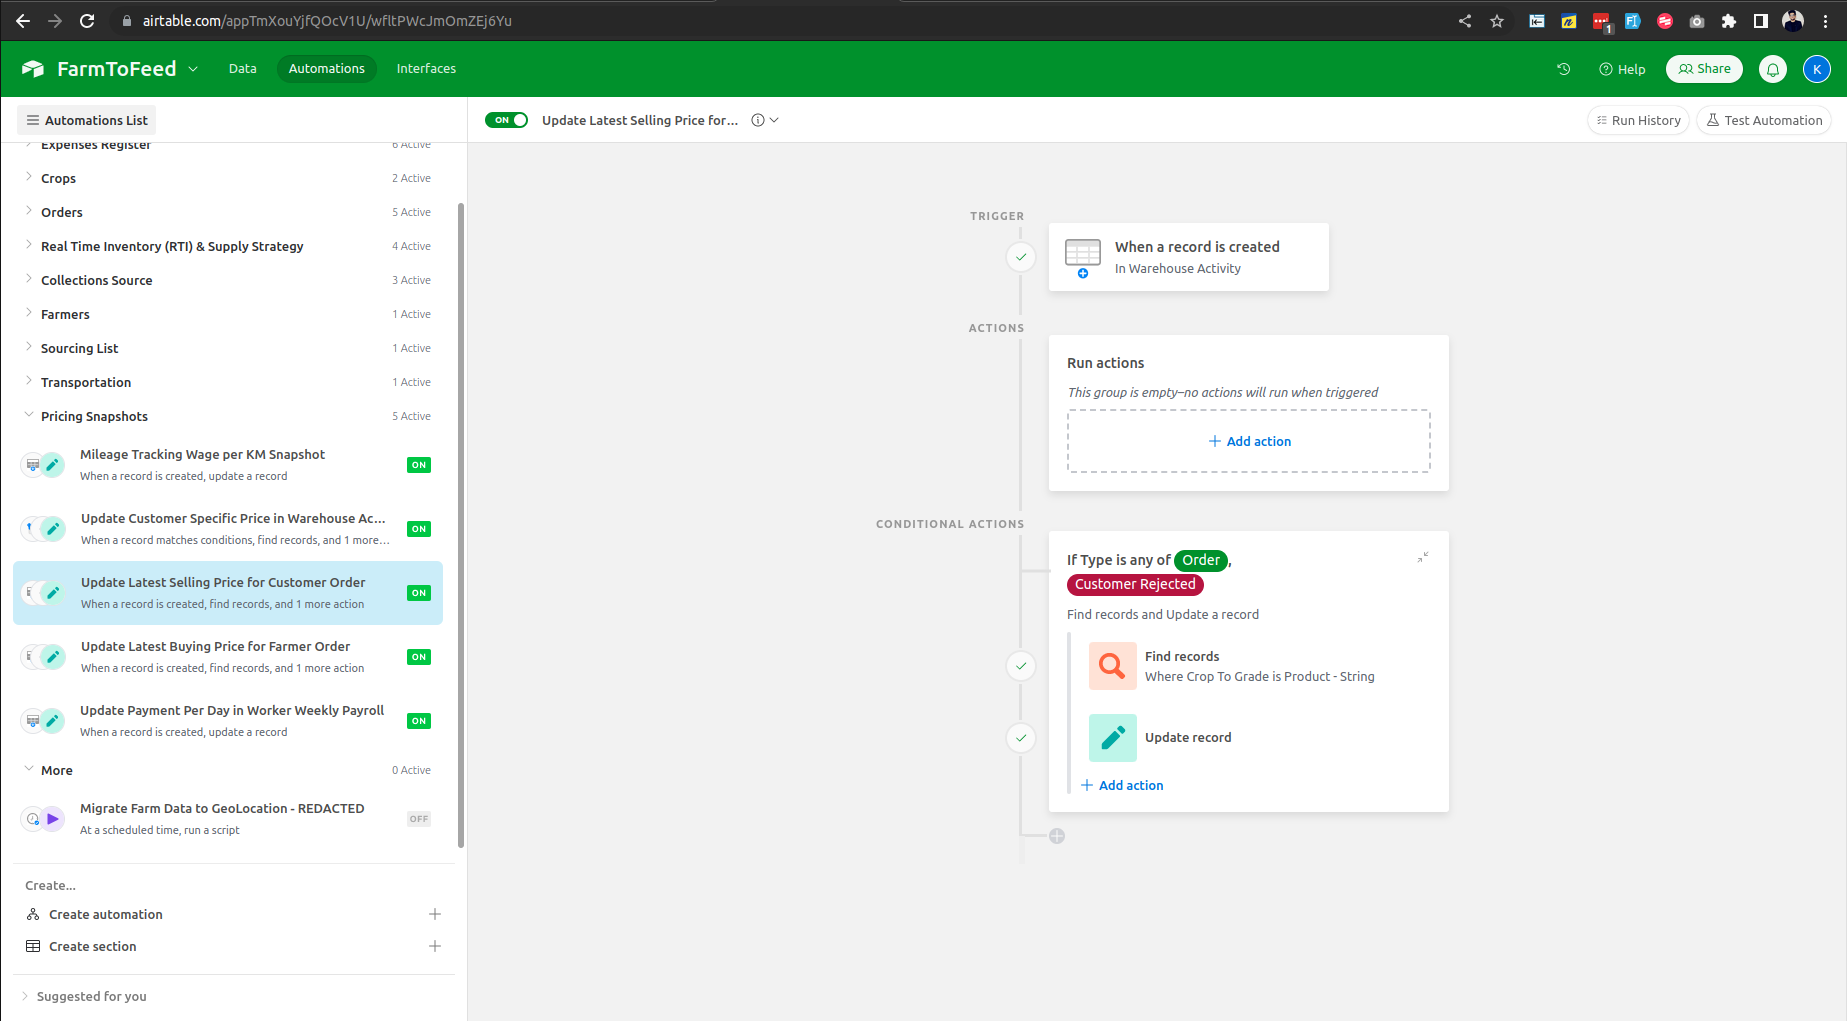 airtable.com/appTmXouYjfQOcV1U/wfltPWcJmOmZEj6Yu
1
FarmToFeed
Data
Automations
Interfaces
Help
Share
K
Automations List
ON
Update Latest Selling Price for...
Run History
Test Automation
Expenses Register
6 Active
Crops
2 Active
Orders
5 Active
Real Time Inventory (RTI) & Supply Strategy
4 Active
Collections Source
3 Active
Farmers
1 Active
Sourcing List
1 Active
Transportation
1 Active
Pricing Snapshots
5 Active
Mileage Tracking Wage per KM Snapshot
When a record is created, update a record
ON
Update Customer Specific Price in Warehouse Ac...
When a record matches conditions, find records, and 1 more...
ON
Update Latest Selling Price for Customer Order
When a record is created, find records, and 1 more action
ON
Update Latest Buying Price for Farmer Order
When a record is created, find records, and 1 more action
ON
Update Payment Per Day in Worker Weekly Payroll
When a record is created, update a record
ON
More
0 Active
Migrate Farm Data to GeoLocation - REDACTED
At a scheduled time, run a script
OFF
Create...
Create automation
Create section
Suggested for you
TRIGGER
When a record is created
In Warehouse Activity
ACTIONS
Run actions
This group is empty–no actions will run when triggered
Add action
CONDITIONAL ACTIONS
If Type is any of Order,
Customer Rejected
Find records and Update a record
Find records
Where Crop To Grade is Product - String
Update record
Add action